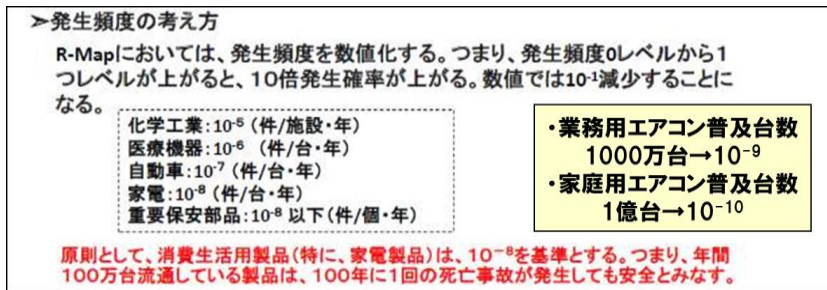 ➢発生頻度の考え方
R-Mapにおいては、発生頻度を数値化する。つまり、発生頻度0レベルから1
つレベルが上がると、10倍発生確率が上がる。数値では10⁻¹減少することに
なる。
化学工業:10⁻⁵ (件/施設・年)
医療機器:10⁻⁶ (件/台・年)
自動車:10⁻⁷ (件/台・年)
家電:10⁻⁸ (件/台・年)
重要保安部品:10⁻⁸ 以下(件/個・年)
・業務用エアコン普及台数
1000万台→10⁻⁹
・家庭用エアコン普及台数
1億台→10⁻¹⁰
原則として、消費生活用製品(特に、家電製品)は、10⁻⁸を基準とする。つまり、年間
100万台流通している製品は、100年に1回の死亡事故が発生しても安全とみなす。